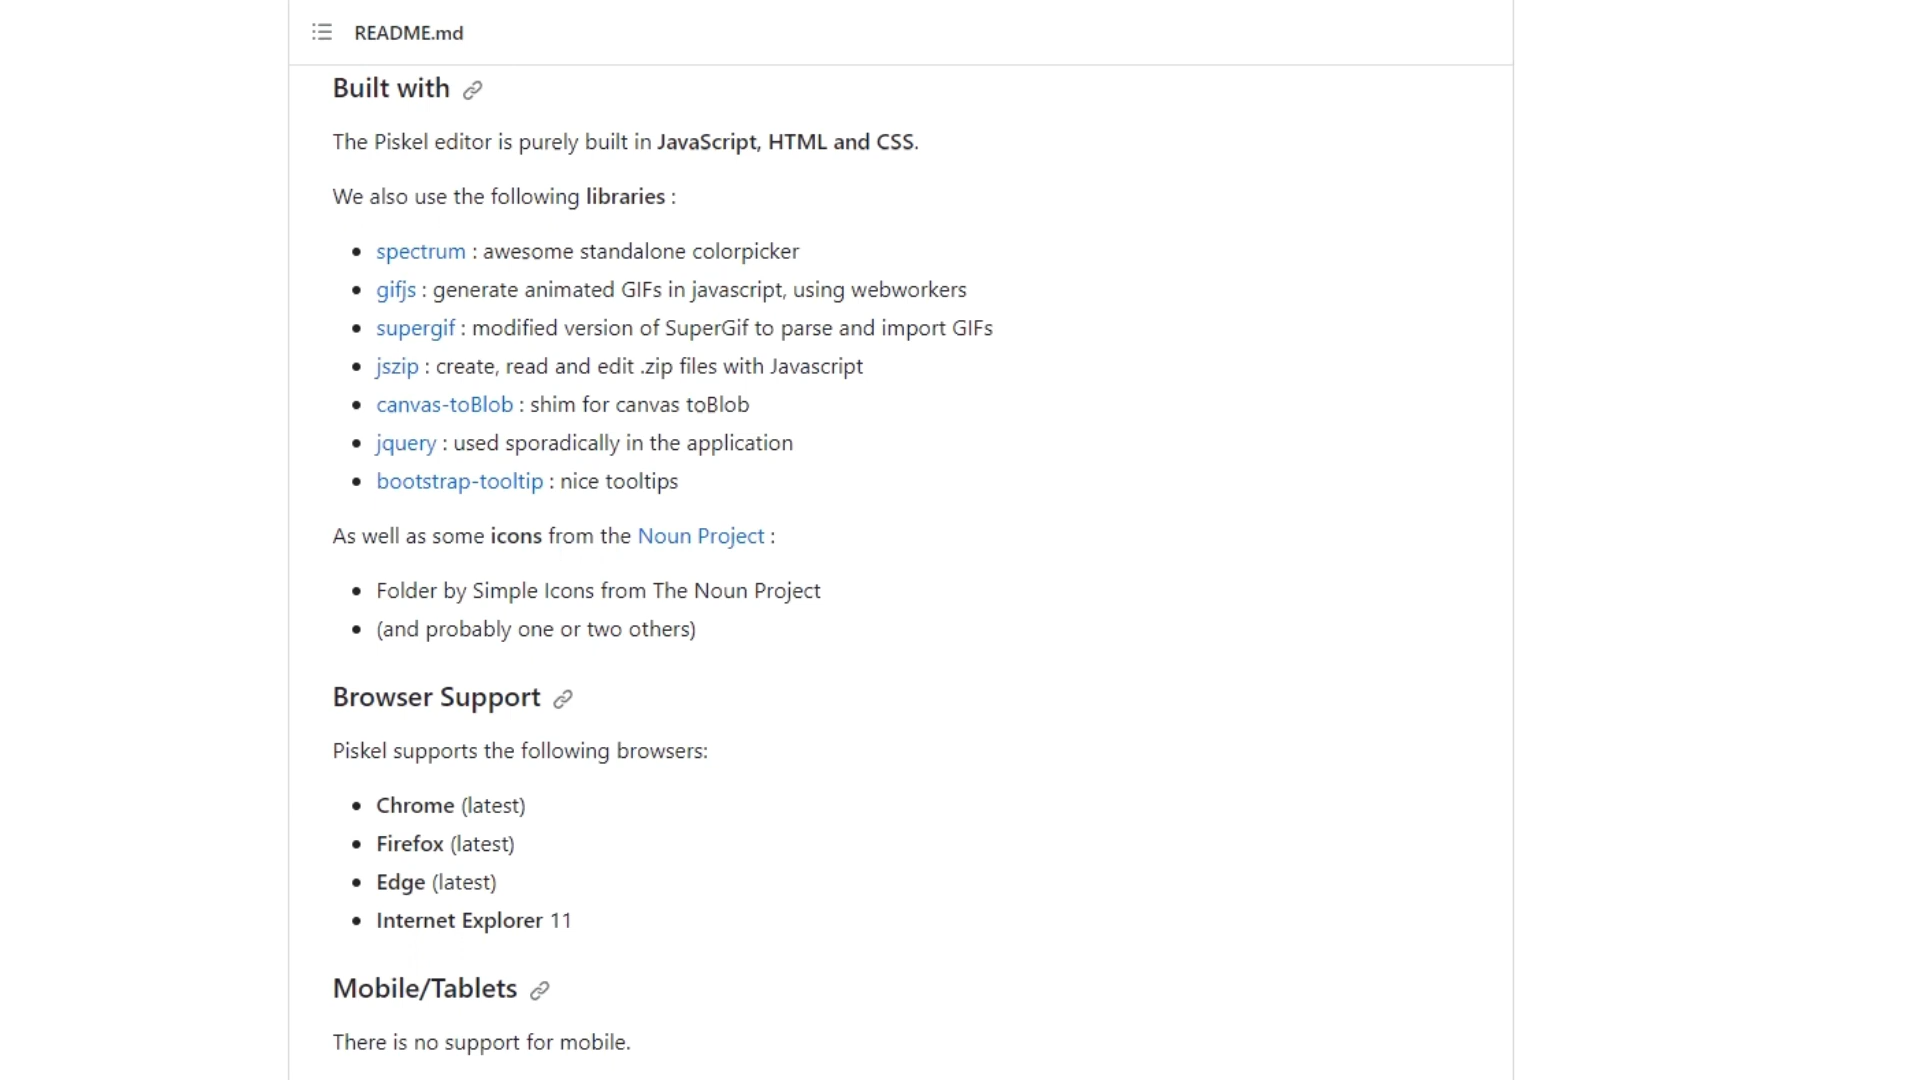 README.md
Built with
The Piskel editor is purely built in JavaScript, HTML and CSS.
We also use the following libraries :
spectrum : awesome standalone colorpicker
gifjs : generate animated GIFs in javascript, using webworkers
supergif : modified version of SuperGif to parse and import GIFs
jszip : create, read and edit .zip files with Javascript
canvas-toBlob : shim for canvas toBlob
jquery : used sporadically in the application
bootstrap-tooltip : nice tooltips
As well as some icons from the Noun Project :
Folder by Simple Icons from The Noun Project
(and probably one or two others)
Browser Support
Piskel supports the following browsers:
Chrome (latest)
Firefox (latest)
Edge (latest)
Internet Explorer 11
Mobile/Tablets
There is no support for mobile.